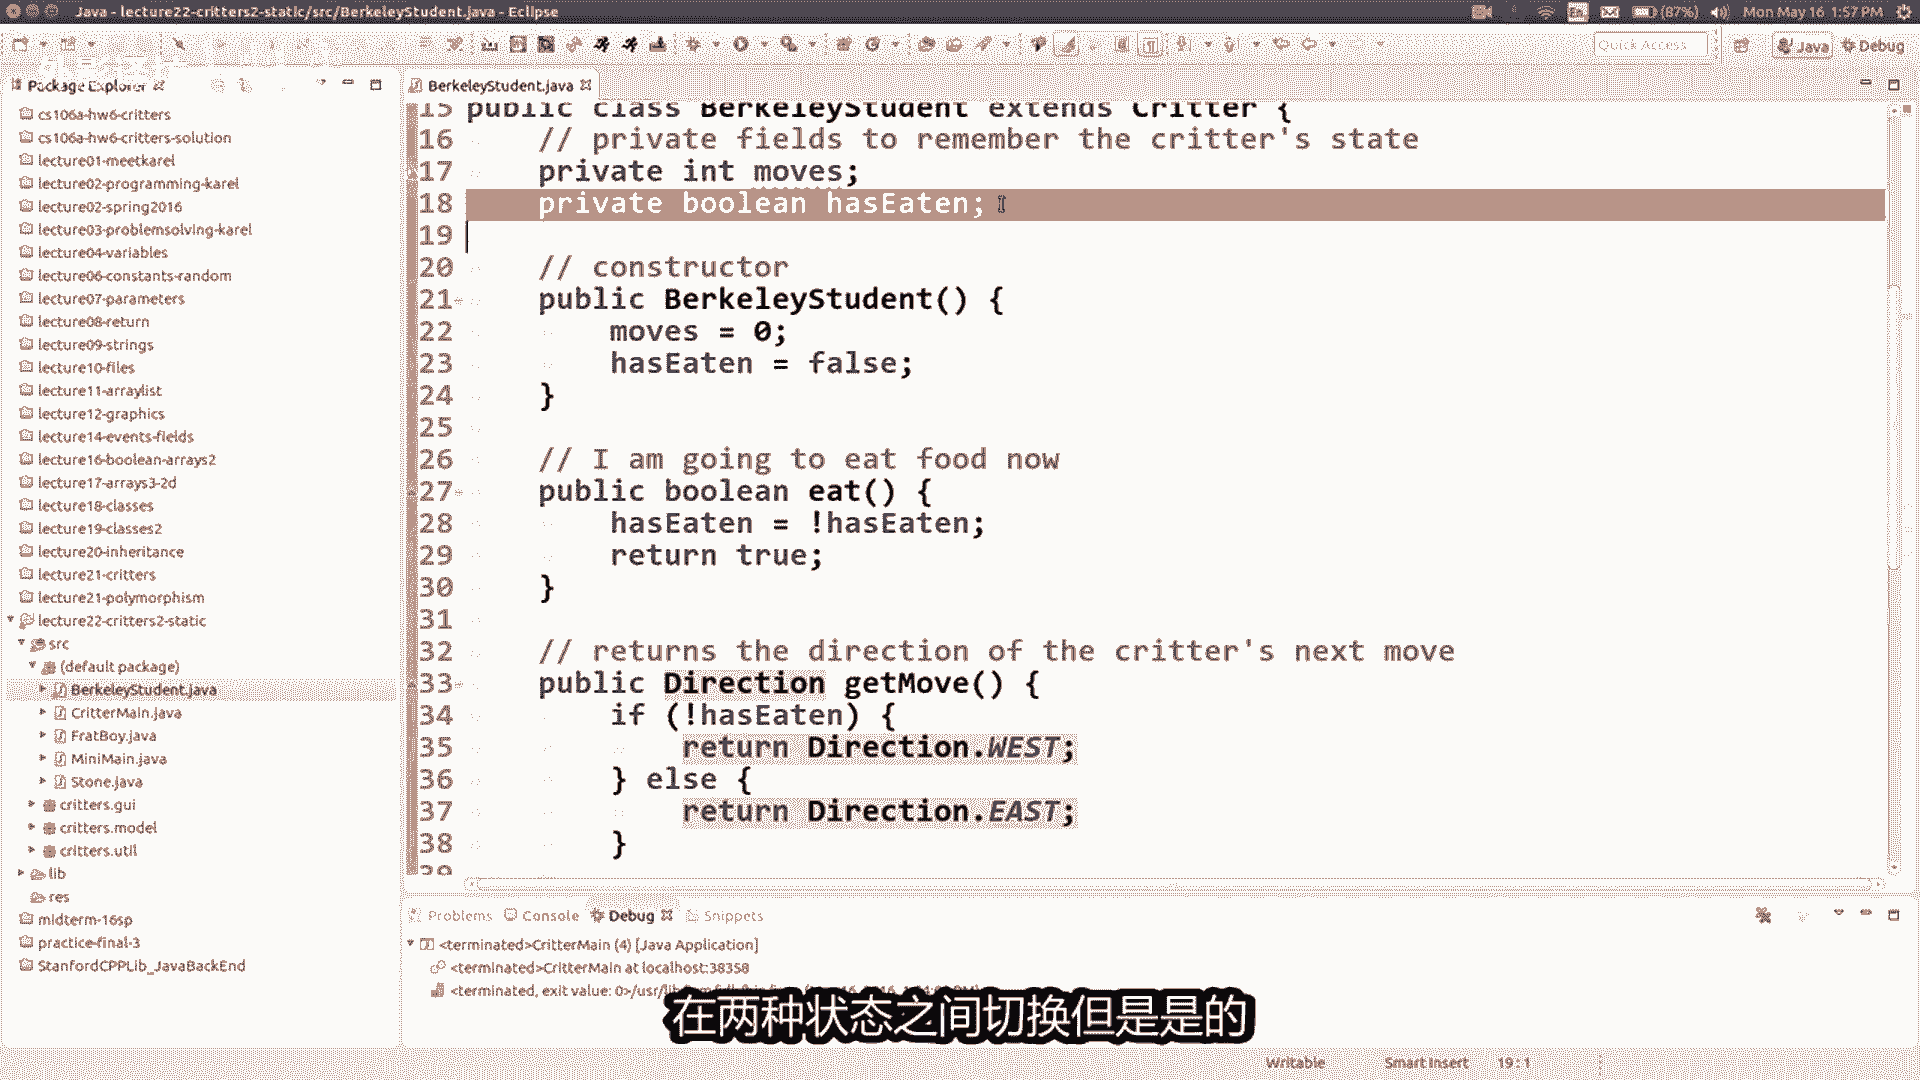 Java - lecture22-critters2-static/src/BerkeleyStudent.java - Eclipse
(87%)
Mon May 16 1:57 PM
Quick Access
Java
Debug
Package Explorer
cs106a-hw6-critters
cs106a-hw6-critters-solution
lecture01-meetkarel
lecture02-programming-karel
lecture02-spring2016
lecture03-problemsolving-karel
lecture04-variables
lecture06-constants-random
lecture07-parameters
lecture08-return
lecture09-strings
lecture10-files
lecture11-arraylist
lecture12-graphics
lecture14-events-fields
lecture16-boolean-arrays2
lecture17-arrays3-2d
lecture18-classes
lecture19-classes2
lecture20-inheritance
lecture21-critters
lecture21-polymorphism
lecture22-critters2-static
src
(default package)
BerkeleyStudent.java
CritterMain.java
FratBoy.java
MiniMain.java
Stone.java
critters.gui
critters.model
critters.util
lib
res
midterm-16sp
practice-final-3
StanfordCPPLib_JavaBackEnd
BerkeleyStudent.java
15 public class BerkeleyStudent extends Critter {
16 // private fields to remember the critter's state
17 private int moves;
18 private boolean hasEaten;
19
20 // constructor
21 public BerkeleyStudent() {
22 moves = 0;
23 hasEaten = false;
24 }
25
26 // I am going to eat food now
27 public boolean eat() {
28 hasEaten = !hasEaten;
29 return true;
30 }
31
32 // returns the direction of the critter's next move
33 public Direction getMove() {
34 if (!hasEaten) {
35 return Direction.WEST;
36 } else {
37 return Direction.EAST;
38 }
39
Problems
Console
Debug
Snippets
<terminated>CritterMain (4) [Java Application]
<terminated>CritterMain at localhost:38358
<terminated, exit value: 0>/usr/lib
在两种状态之间切换但是是的
Writable
Smart Insert
19 : 1